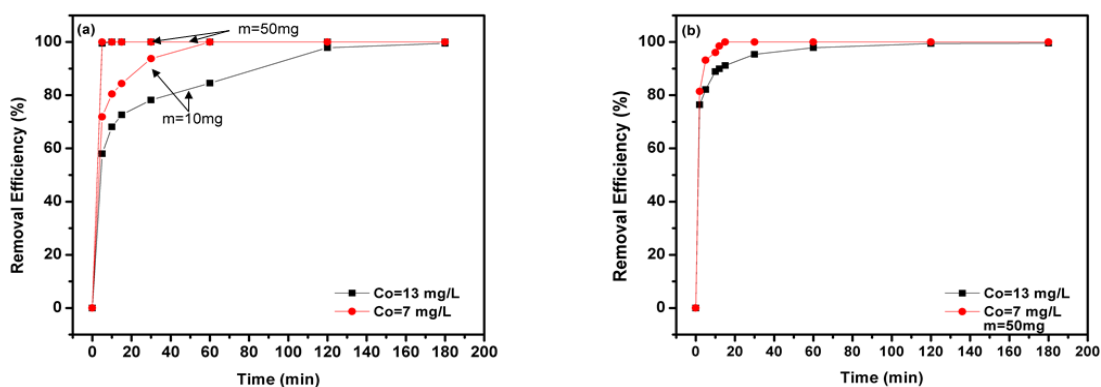 (a)
m=50mg
m=10mg
100
80
60
40
20
0
Removal Efficiency (%)
Co=13 mg/L
Co=7 mg/L
0 20 40 60 80 100 120 140 160 180 200
Time (min)
(b)
100
80
60
40
20
0
Removal Efficiency (%)
Co=13 mg/L
Co=7 mg/L
m=50mg
0 20 40 60 80 100 120 140 160 180 200
Time (min)